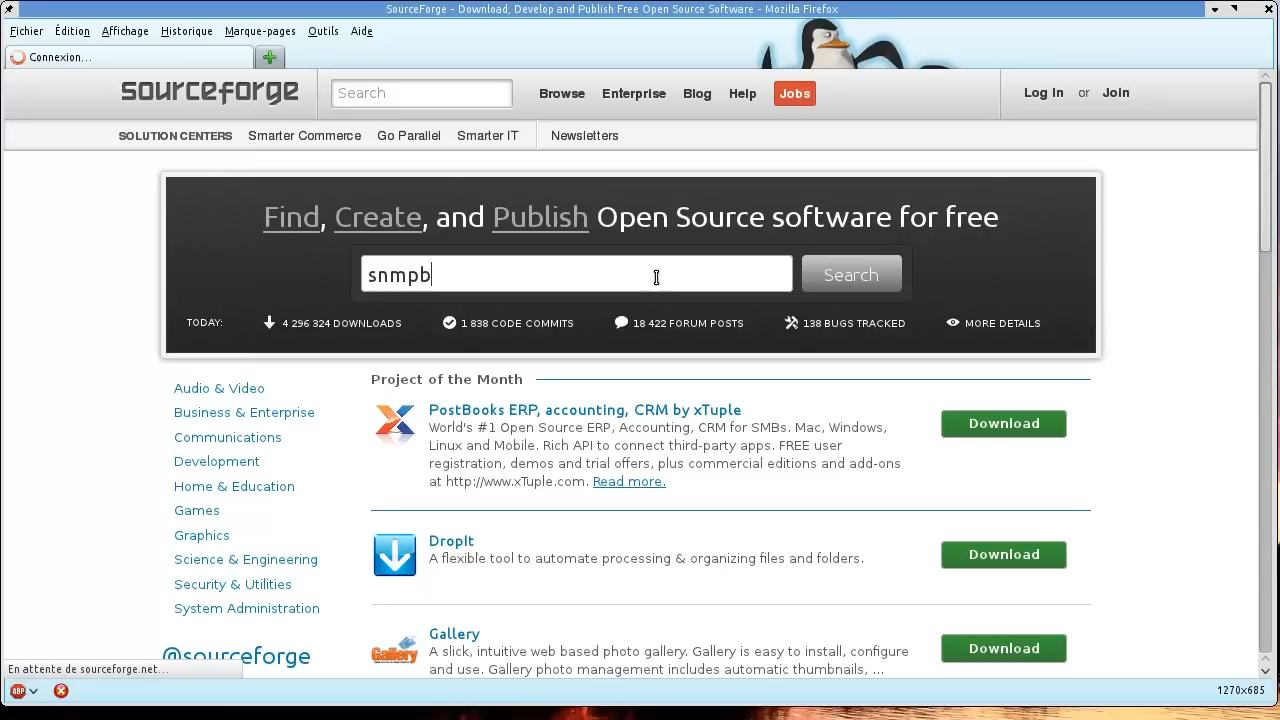 SourceForge - Download, Develop and Publish Free Open Source Software - Mozilla Firefox
Fichier Édition Affichage Historique Marque-pages Outils Aide
Connexion...
sourceforge Search Browse Enterprise Blog Help Jobs Log In or Join
SOLUTION CENTERS Smarter Commerce Go Parallel Smarter IT Newsletters
Find, Create, and Publish Open Source software for free
snmpb Search
TODAY: 4 296 324 DOWNLOADS 1 838 CODE COMMITS 18 422 FORUM POSTS 138 BUGS TRACKED MORE DETAILS
Audio & Video
Business & Enterprise
Communications
Development
Home & Education
Games
Graphics
Science & Engineering
Security & Utilities
System Administration
@sourceforge
Project of the Month
PostBooks ERP, accounting, CRM by xTuple
World's #1 Open Source ERP, Accounting, CRM for SMBs. Mac, Windows,
Linux and Mobile. Rich API to connect third-party apps. FREE user
registration, demos and trial offers, plus commercial editions and add-ons
at http://www.xTuple.com. Read more.
Download
DropIt
A flexible tool to automate processing & organizing files and folders.
Download
Gallery
Gallery
A slick, intuitive web based photo gallery. Gallery is easy to install, configure
and use. Gallery photo management includes automatic thumbnails, ...
Download
En attente de sourceforge.net...
ABP
1270x685